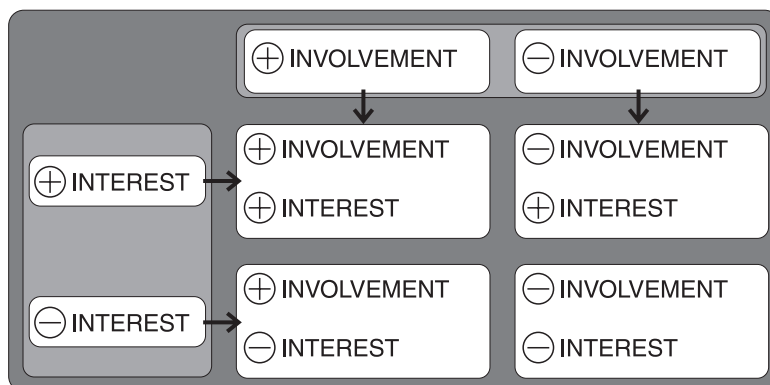 ⊕ INVOLVEMENT
⊖ INVOLVEMENT
⊕ INTEREST
⊕ INVOLVEMENT
⊕ INTEREST
⊖ INVOLVEMENT
⊕ INTEREST
⊖ INTEREST
⊕ INVOLVEMENT
⊖ INTEREST
⊖ INVOLVEMENT
⊖ INTEREST